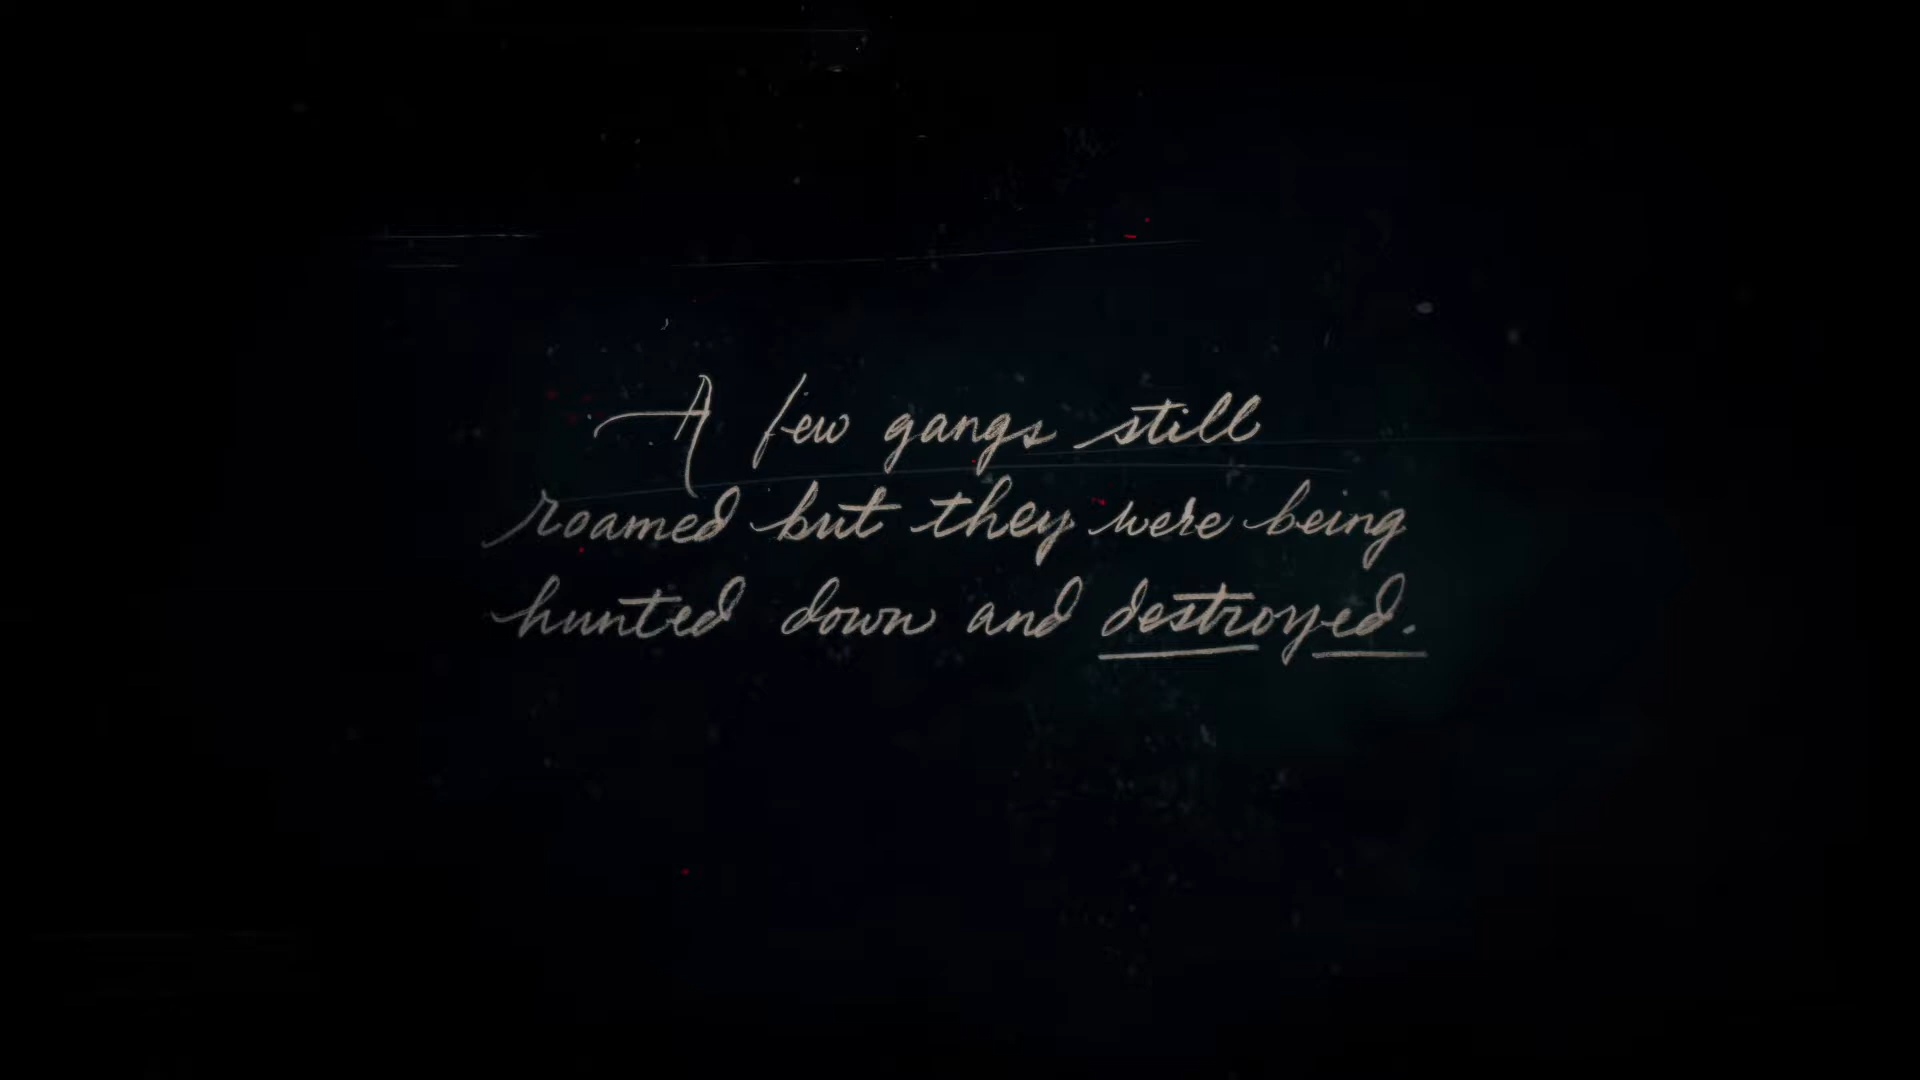 A few gangs still
roamed but they were being
hunted down and destroyed.